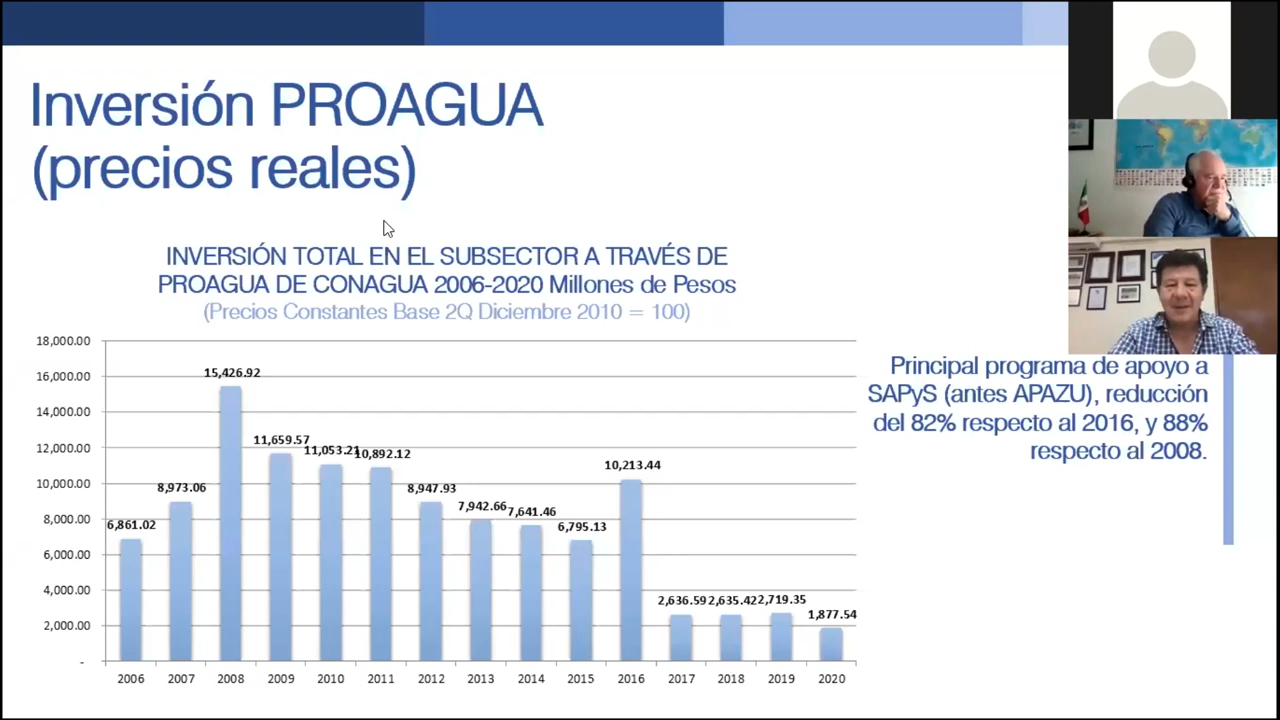 Inversión PROAGUA
(precios reales)
INVERSIÓN TOTAL EN EL SUBSECTOR A TRAVÉS DE
PROAGUA DE CONAGUA 2006-2020 Millones de Pesos
(Precios Constantes Base 2Q Diciembre 2010 = 100)
18,000.00
16,000.00
14,000.00
12,000.00
10,000.00
8,000.00
6,000.00
4,000.00
2,000.00
-
6,861.02
8,973.06
15,426.92
11,659.57
11,053.21
10,892.12
8,947.93
7,942.66
7,641.46
6,795.13
10,213.44
2,636.59
2,635.42
2,719.35
1,877.54
2006 2007 2008 2009 2010 2011 2012 2013 2014 2015 2016 2017 2018 2019 2020
Principal programa de apoyo a
SAPyS (antes APAZU), reducción
del 82% respecto al 2016, y 88%
respecto al 2008.